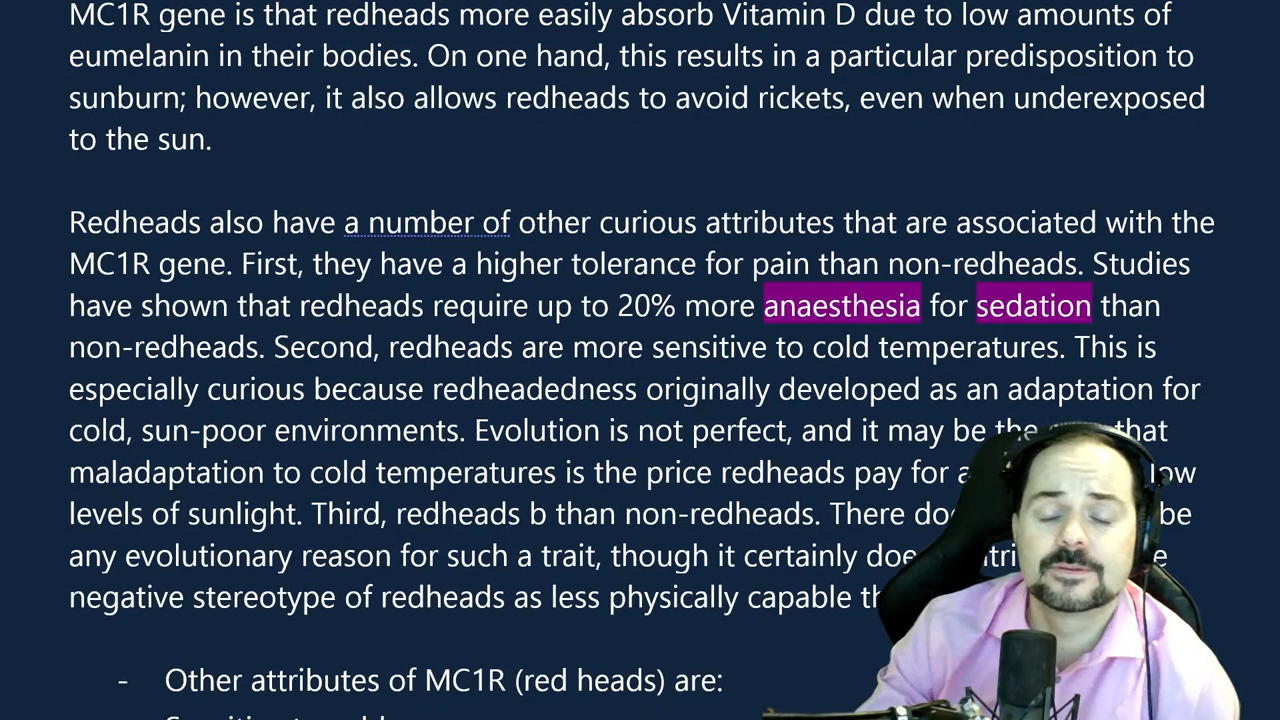 MC1R gene is that redheads more easily absorb Vitamin D due to low amounts of
eumelanin in their bodies. On one hand, this results in a particular predisposition to
sunburn; however, it also allows redheads to avoid rickets, even when underexposed
to the sun.
Redheads also have a number of other curious attributes that are associated with the
MC1R gene. First, they have a higher tolerance for pain than non-redheads. Studies
have shown that redheads require up to 20% more anaesthesia for sedation than
non-redheads. Second, redheads are more sensitive to cold temperatures. This is
especially curious because redheadedness originally developed as an adaptation for
cold, sun-poor environments. Evolution is not perfect, and it may be the that
maladaptation to cold temperatures is the price redheads pay for low
levels of sunlight. Third, redheads b than non-redheads. There be
any evolutionary reason for such a trait, though it certainly
negative stereotype of redheads as less physically capable
- Other attributes of MC1R (red heads) are: